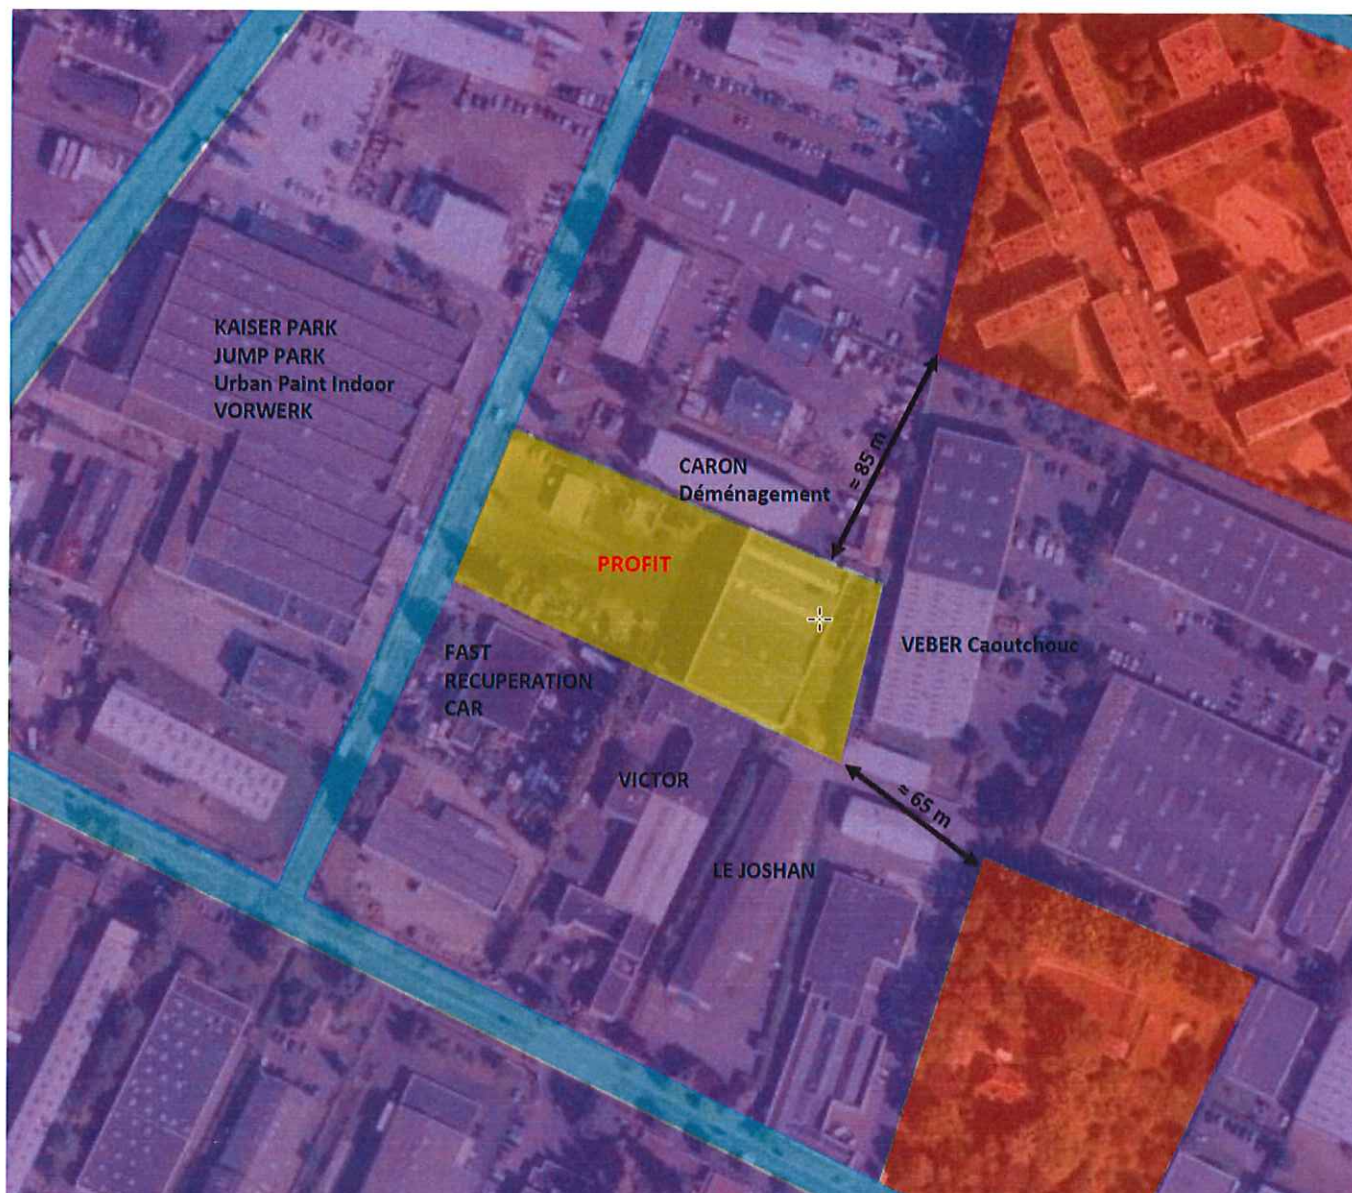 KAISER PARK
JUMP PARK
Urban Paint Indoor
VORWERK
CARON
Déménagement
≈ 85 m
PROFIT
FAST
RECUPERATION
CAR
VEBER Caoutchouc
VICTOR
≈ 65 m
LE JOSHAN